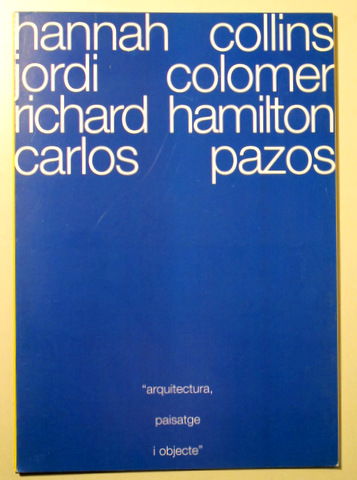 hannah collins
jordi colomer
richard hamilton
carlos pazos
"arquitectura,
paisatge
i objecte"